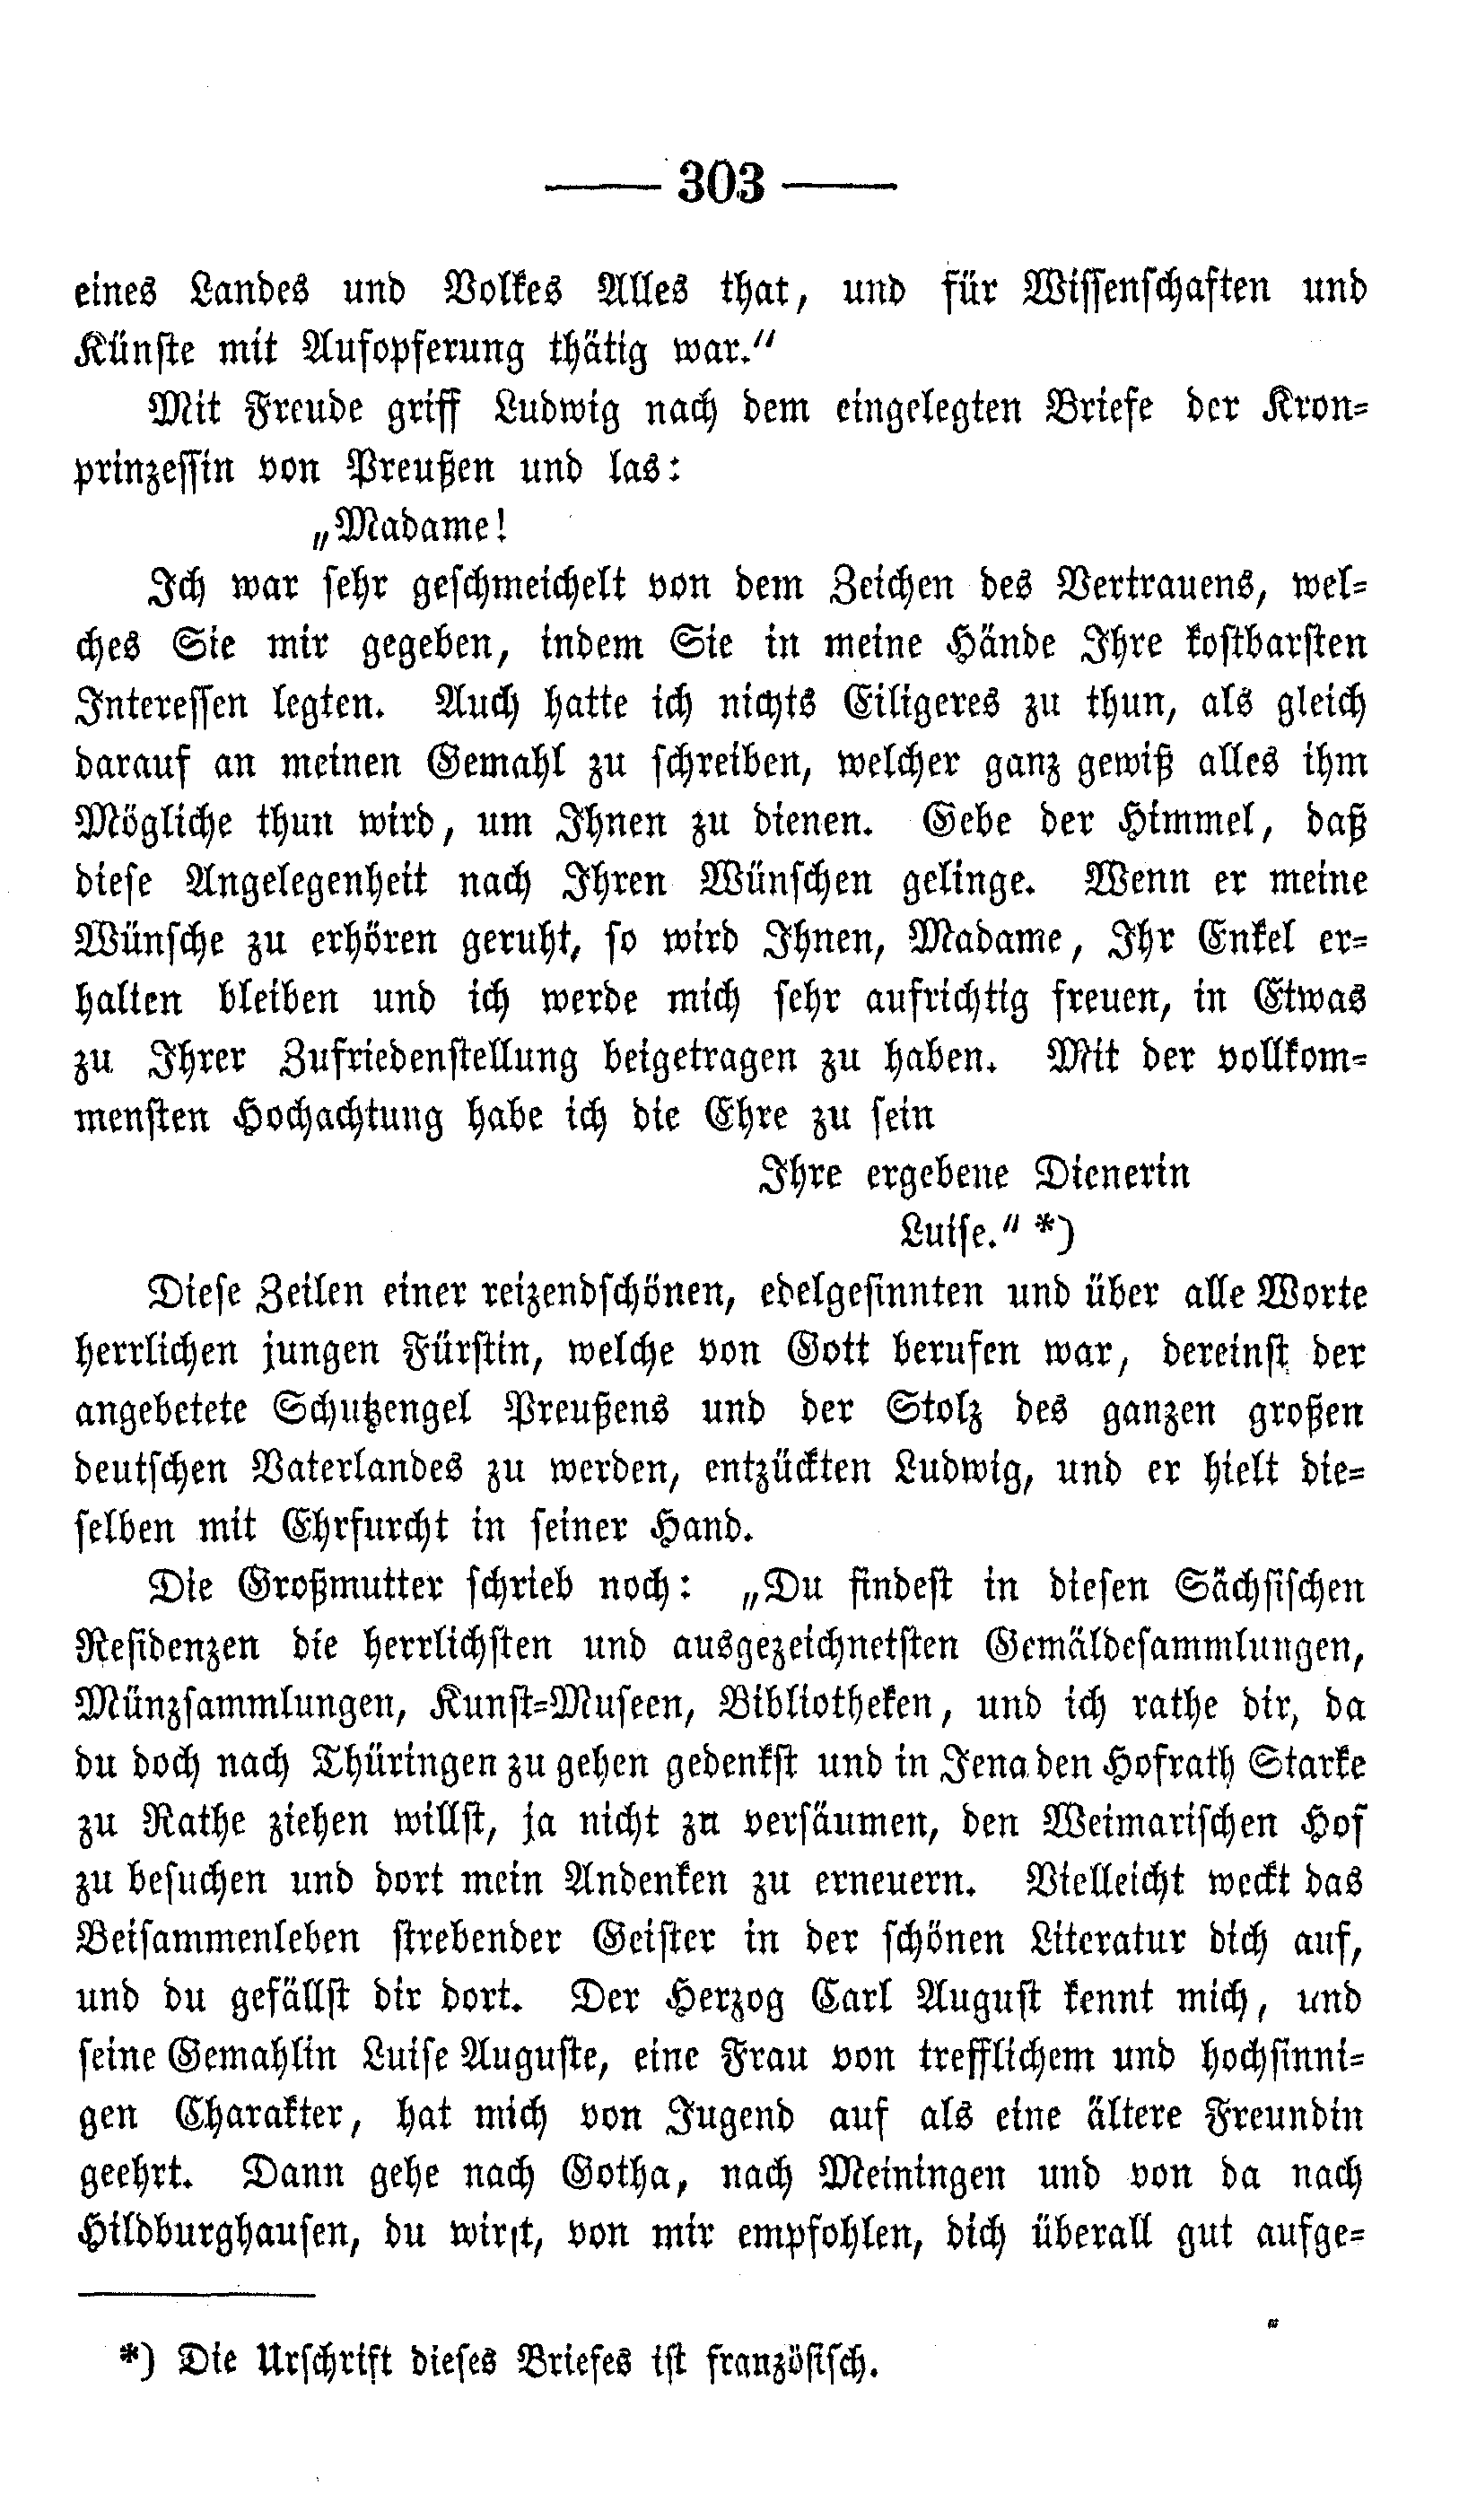 — 303 —
eines Landes und Volkes Alles that, und für Wissenschaften und
Künste mit Aufopferung thätig war.“
Mit Freude griff Ludwig nach dem eingelegten Briefe der Kron-
prinzessin von Preußen und las:
„Madame!
Ich war sehr geschmeichelt von dem Zeichen des Vertrauens, wel-
ches Sie mir gegeben, indem Sie in meine Hände Ihre kostbarsten
Interessen legten. Auch hatte ich nichts Eiligeres zu thun, als gleich
darauf an meinen Gemahl zu schreiben, welcher ganz gewiß alles ihm
Mögliche thun wird, um Ihnen zu dienen. Gebe der Himmel, daß
diese Angelegenheit nach Ihren Wünschen gelinge. Wenn er meine
Wünsche zu erhören geruht, so wird Ihnen, Madame, Ihr Enkel er-
halten bleiben und ich werde mich sehr aufrichtig freuen, in Etwas
zu Ihrer Zufriedenstellung beigetragen zu haben. Mit der vollkom-
mensten Hochachtung habe ich die Ehre zu sein
Ihre ergebene Dienerin
Luise.“ *)
Diese Zeilen einer reizendschönen, edelgesinnten und über alle Worte
herrlichen jungen Fürstin, welche von Gott berufen war, dereinst der
angebetete Schutzengel Preußens und der Stolz des ganzen großen
deutschen Vaterlandes zu werden, entzückten Ludwig, und er hielt die-
selben mit Ehrfurcht in seiner Hand.
Die Großmutter schrieb noch: „Du findest in diesen Sächsischen
Residenzen die herrlichsten und ausgezeichnetsten Gemäldesammlungen,
Münzsammlungen, Kunst-Museen, Bibliotheken, und ich rathe dir, da
du doch nach Thüringen zu gehen gedenkst und in Jena den Hofrath Starke
zu Rathe ziehen willst, ja nicht zu versäumen, den Weimarischen Hof
zu besuchen und dort mein Andenken zu erneuern. Vielleicht weckt das
Beisammenleben strebender Geister in der schönen Literatur dich auf,
und du gefällst dir dort. Der Herzog Carl August kennt mich, und
seine Gemahlin Luise Auguste, eine Frau von trefflichem und hochsinni-
gen Charakter, hat mich von Jugend auf als eine ältere Freundin
geehrt. Dann gehe nach Gotha, nach Meiningen und von da nach
Hildburghausen, du wirst, von mir empfohlen, dich überall gut aufge-
*) Die Urschrift dieses Briefes ist französisch.